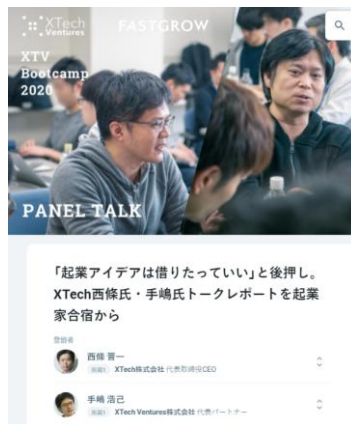 XTech
Ventures
FASTGROW
XTV
Bootcamp
2020
PANEL TALK
「起業アイデアは借りたっていい」と後押し。
XTech西條氏・手嶋氏トークレポートを起業
家合宿から
登壇者
西條 晋一
XTech株式会社 代表取締役CEO
手嶋 浩己
XTech Ventures株式会社 代表パートナー